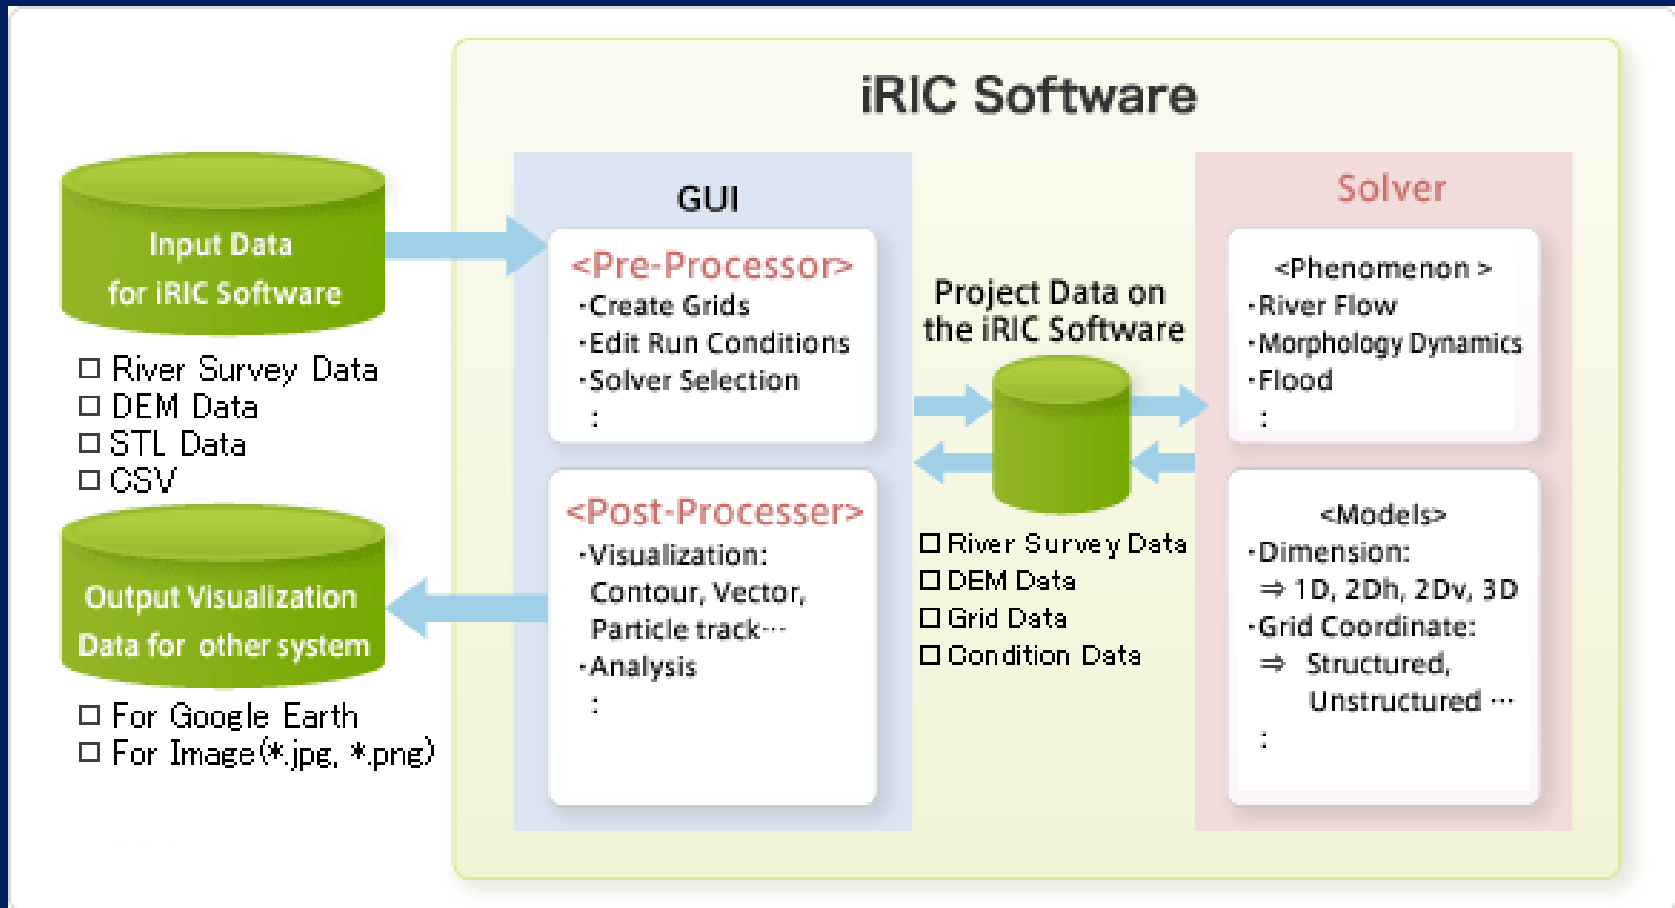 iRIC Software
Input Data
for iRIC Software
□ River Survey Data
□ DEM Data
□ STL Data
□ CSV
Output Visualization
Data for other system
□ For Google Earth
□ For Image(*.jpg, *.png)
GUI
<Pre-Processor>
・Create Grids
・Edit Run Conditions
・Solver Selection
:
<Post-Processer>
・Visualization:
Contour, Vector,
Particle track…
・Analysis
:
Project Data on
the iRIC Software
□ River Survey Data
□ DEM Data
□ Grid Data
□ Condition Data
Solver
<Phenomenon >
・River Flow
・Morphology Dynamics
・Flood
:
<Models>
・Dimension:
⇒ 1D, 2Dh, 2Dv, 3D
・Grid Coordinate:
⇒ Structured,
Unstructured …
: